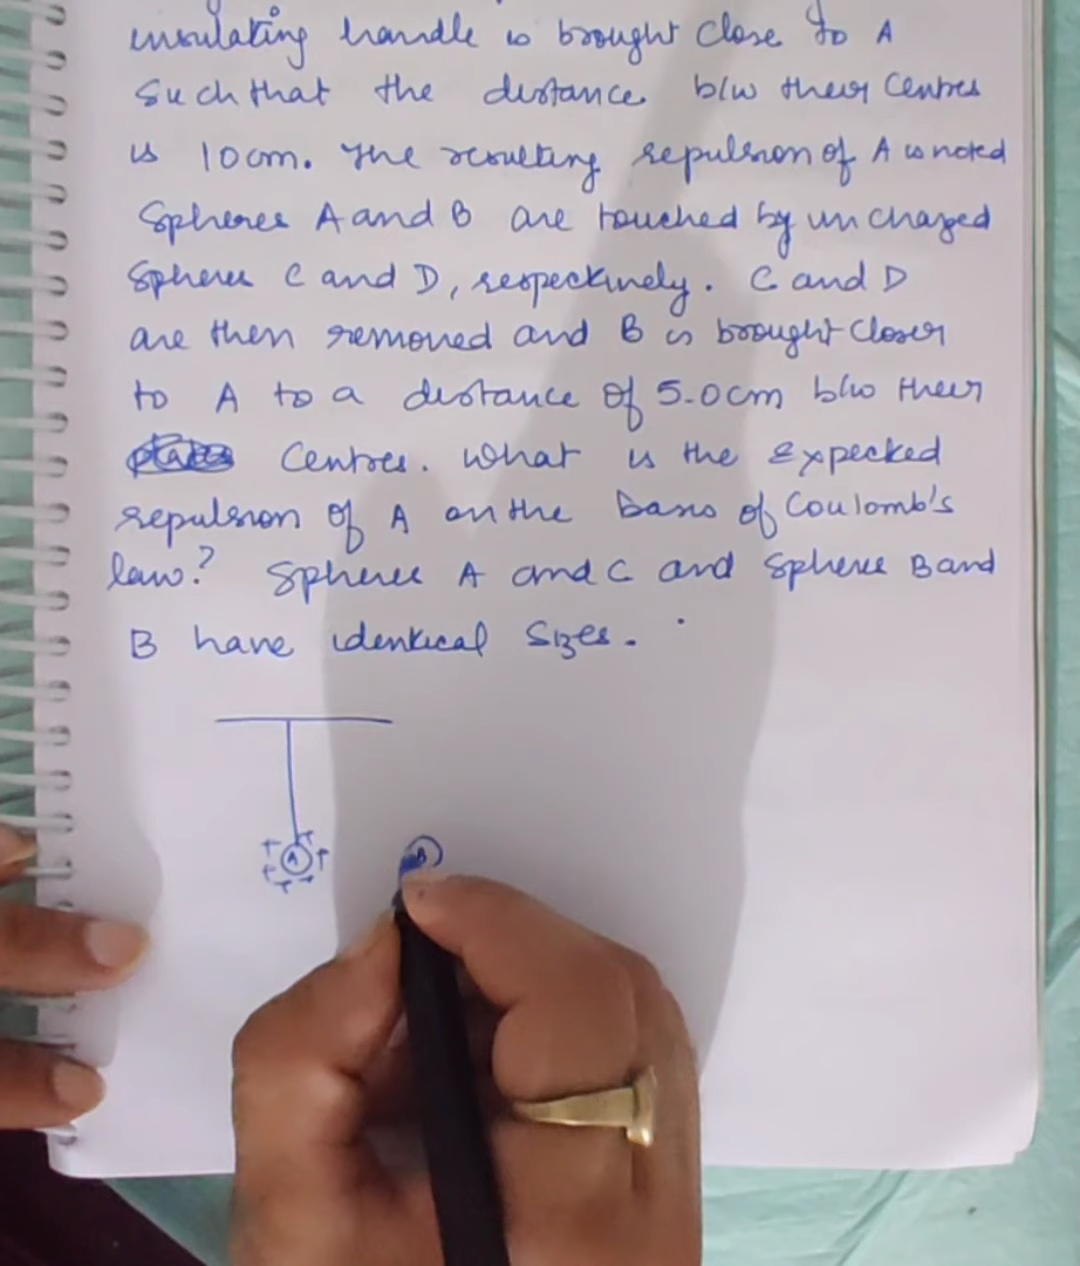 insulating handle is brought close to A
Such that the distance b/w their Centres
is 10cm. The resulting repulsion of A is noted
Spheres A and B are touched by uncharged
Spheres C and D, respectively. C and D
are then removed and B is brought closer
to A to a distance of 5.0cm b/w their
Centres. What is the Expected
repulsion of A on the basis of Coulomb's
law? Spheres A and C and Spheres B and
B have identical Sizes.
A
B